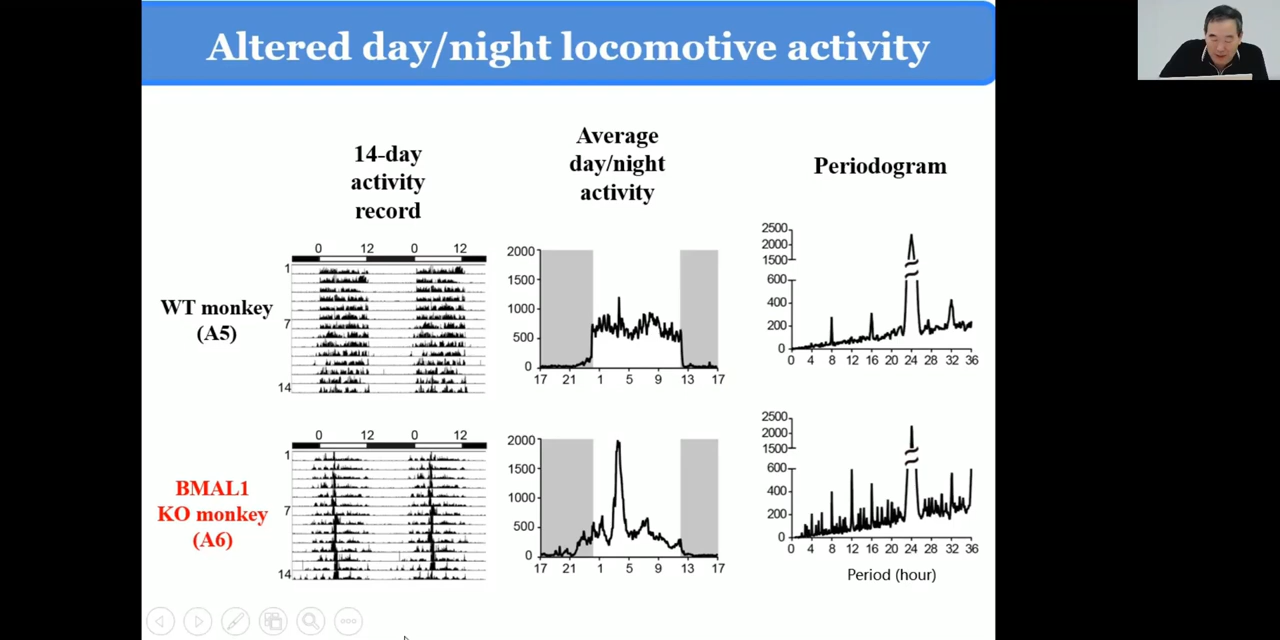 Altered day/night locomotive activity
14-day
activity
record
Average
day/night
activity
Periodogram
WT monkey
(A5)
0 12 0 12
1
7
14
2000
1500
1000
500
0
17 21 1 5 9 13 17
2500
2000
1500
600
400
200
0
0 4 8 12 16 20 24 28 32 36
BMAL1
KO monkey
(A6)
0 12 0 12
1
7
14
2000
1500
1000
500
0
17 21 1 5 9 13 17
2500
2000
1500
600
400
200
0
0 4 8 12 16 20 24 28 32 36
Period (hour)